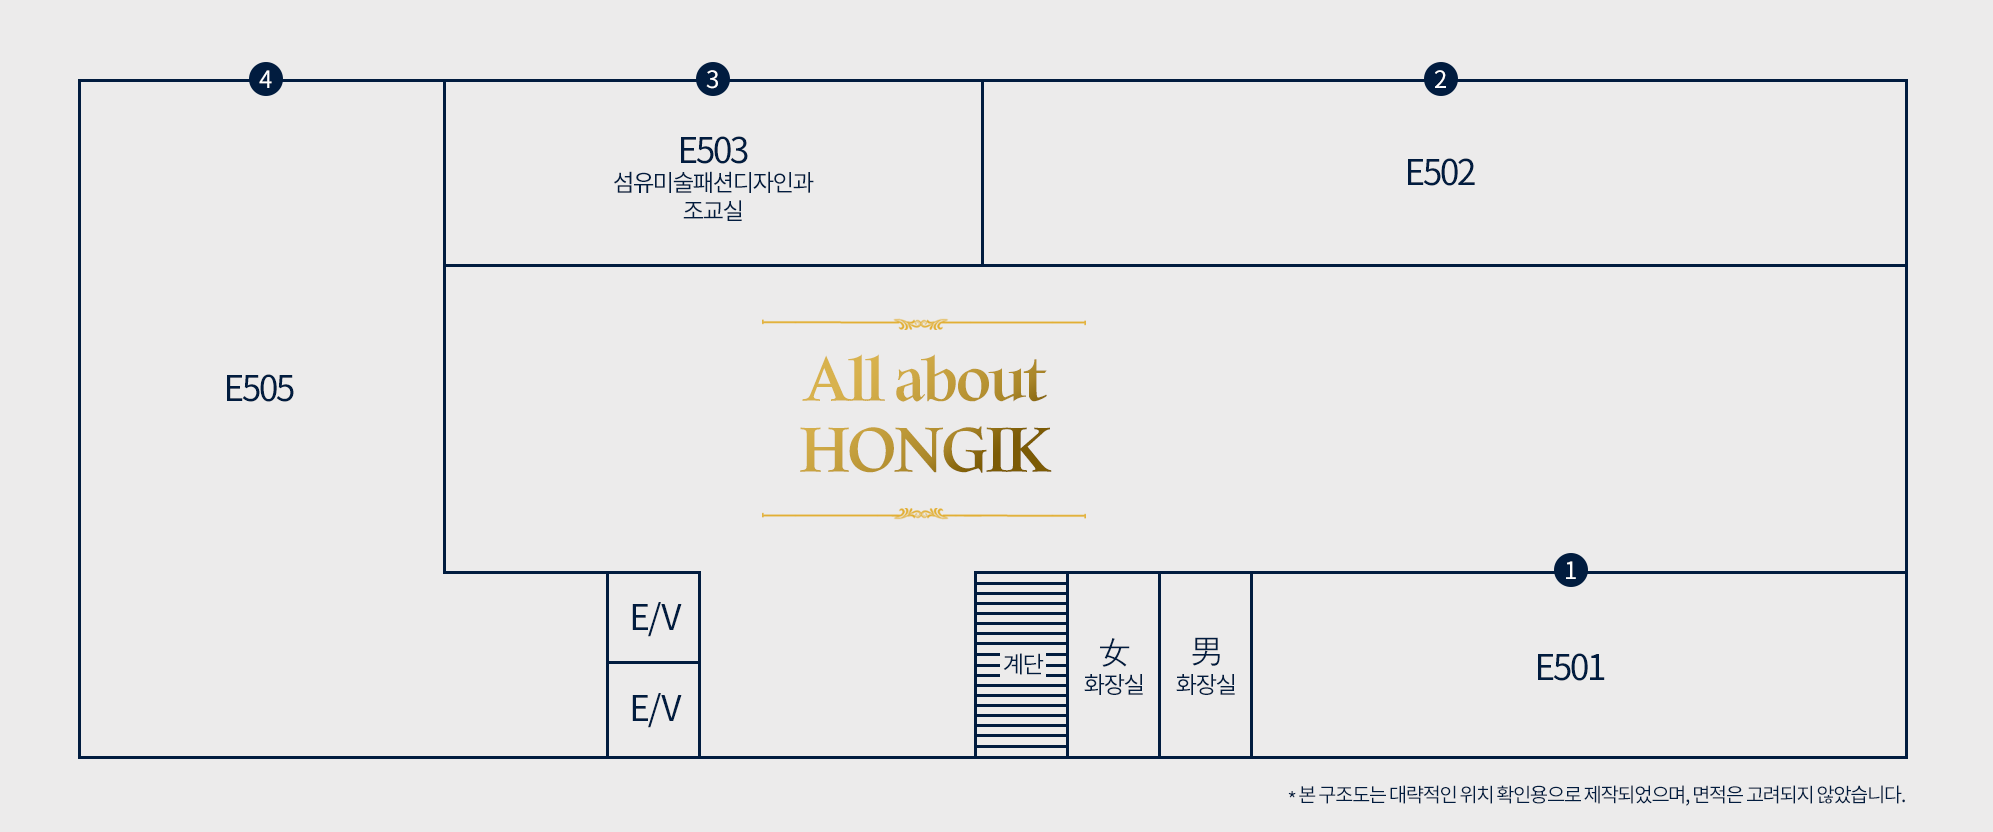 4
3
2
E503
섬유미술패션디자인과
조교실
E502
E505
All about
HONGIK
1
E/V
E/V
계단
女
화장실
男
화장실
E501
* 본 구조도는 대략적인 위치 확인용으로 제작되었으며, 면적은 고려되지 않았습니다.